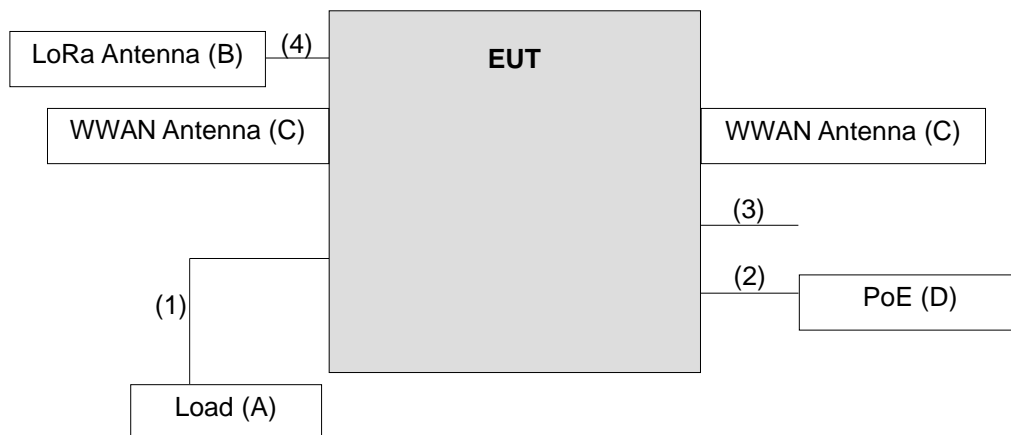 LoRa Antenna (B)
(4)
EUT
WWAN Antenna (C)
WWAN Antenna (C)
(3)
(1)
(2)
PoE (D)
Load (A)